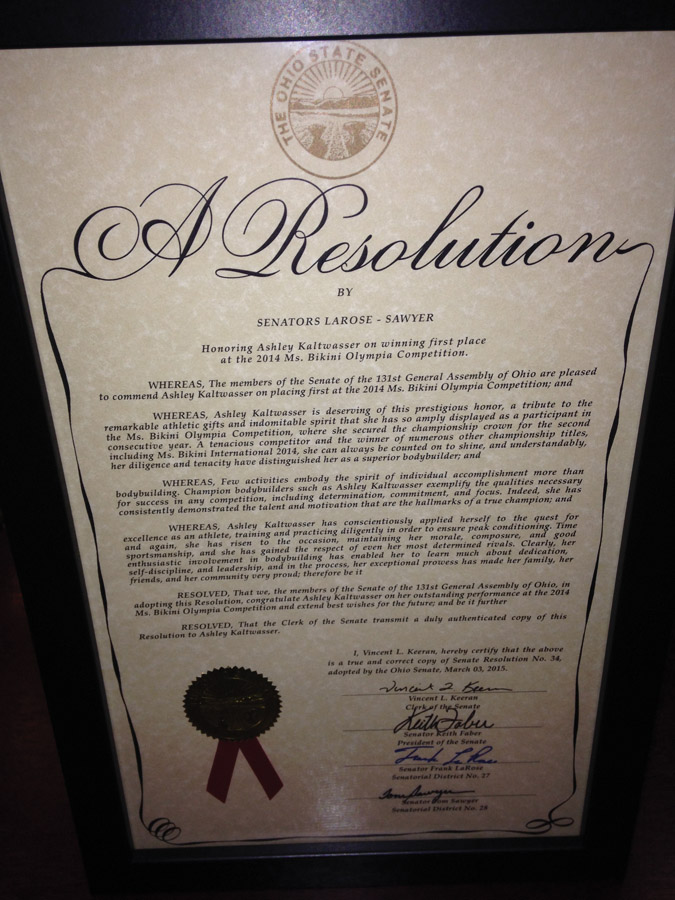 THE OHIO STATE SENATE
A Resolution
BY
SENATORS LAROSE - SAWYER
Honoring Ashley Kaltwasser on winning first place
at the 2014 Ms. Bikini Olympia Competition.
WHEREAS, The members of the Senate of the 131st General Assembly of Ohio are pleased
to commend Ashley Kaltwasser on placing first at the 2014 Ms. Bikini Olympia Competition; and
WHEREAS, Ashley Kaltwasser is deserving of this prestigious honor, a tribute to the
remarkable athletic gifts and indomitable spirit that she has so amply displayed as a participant in
the Ms. Bikini Olympia Competition, where she secured the championship crown for the second
consecutive year. A tenacious competitor and the winner of numerous other championship titles,
including Ms. Bikini International 2014, she can always be counted on to shine, and understandably,
her diligence and tenacity have distinguished her as a superior bodybuilder; and
WHEREAS, Few activities embody the spirit of individual accomplishment more than
bodybuilding. Champion bodybuilders such as Ashley Kaltwasser exemplify the qualities necessary
for success in any competition, including determination, commitment, and focus. Indeed, she has
consistently demonstrated the talent and motivation that are the hallmarks of a true champion; and
WHEREAS, Ashley Kaltwasser has conscientiously applied herself to the quest for
excellence as an athlete, training and practicing diligently in order to ensure peak conditioning. Time
and again, she has risen to the occasion, maintaining her morale, composure, and good
sportsmanship, and she has gained the respect of even her most determined rivals. Clearly, her
enthusiastic involvement in bodybuilding has enabled her to learn much about dedication,
self-discipline, and leadership, and in the process, her exceptional prowess has made her family, her
friends, and her community very proud; therefore be it
RESOLVED, That we, the members of the Senate of the 131st General Assembly of Ohio, in
adopting this Resolution, congratulate Ashley Kaltwasser on her outstanding performance at the 2014
Ms. Bikini Olympia Competition and extend best wishes for the future; and be it further
RESOLVED, That the Clerk of the Senate transmit a duly authenticated copy of this
Resolution to Ashley Kaltwasser.
I, Vincent L. Keeran, hereby certify that the above
is a true and correct copy of Senate Resolution No. 34,
adopted by the Ohio Senate, March 03, 2015.
Vincent L Keeran
Vincent L. Keeran
Clerk of the Senate
Keith Faber
Senator Keith Faber
President of the Senate
Frank LaRose
Senator Frank LaRose
Senatorial District No. 27
Tom Sawyer
Senator Tom Sawyer
Senatorial District No. 28